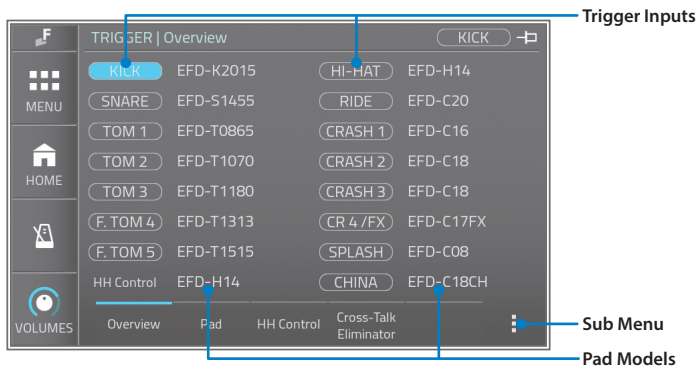 Trigger Inputs
F TRIGGER | Overview KICK
MENU
HOME
VOLUMES
KICK EFD-K2015 HI-HAT EFD-H14
SNARE EFD-S1455 RIDE EFD-C20
TOM 1 EFD-T0865 CRASH 1 EFD-C16
TOM 2 EFD-T1070 CRASH 2 EFD-C18
TOM 3 EFD-T1180 CRASH 3 EFD-C18
F. TOM 4 EFD-T1313 CR 4 /FX EFD-C17FX
F. TOM 5 EFD-T1515 SPLASH EFD-C08
HH Control EFD-H14 CHINA EFD-C18CH
Overview Pad HH Control Cross-Talk
Eliminator
Sub Menu
Pad Models